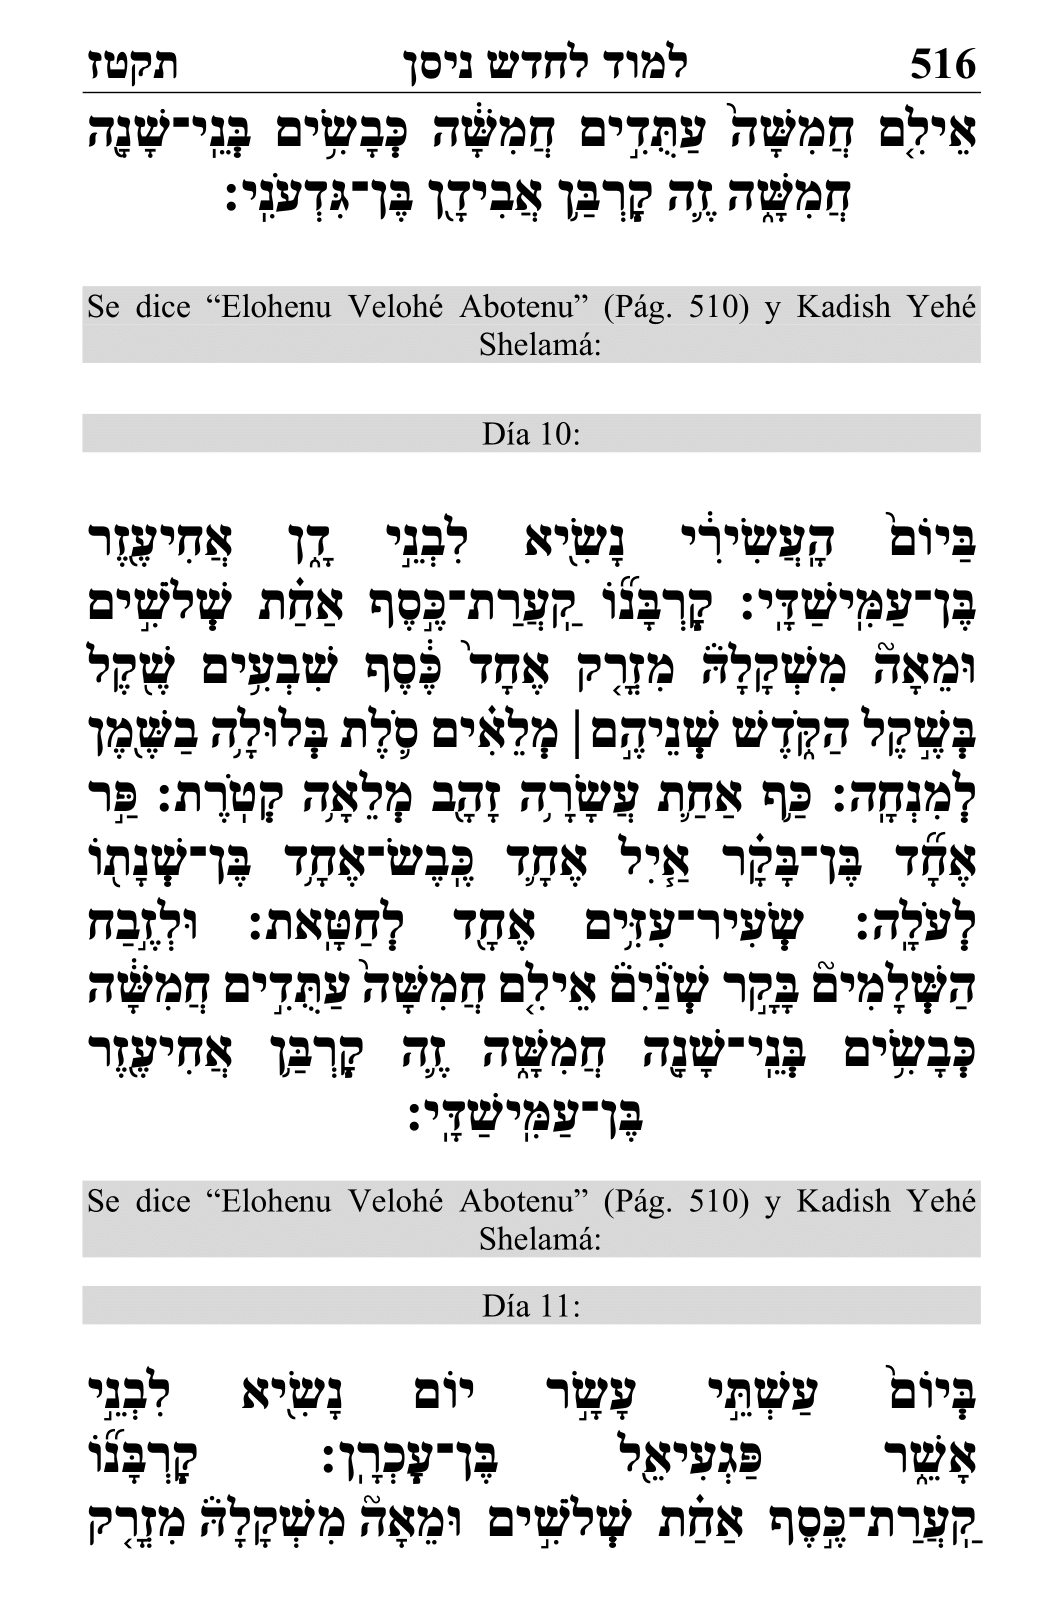 516 למוד לחדש ניסן תקטז
אֵילִ֤ם חֲמִשָּׁה֙ עַתֻּדִ֣ים חֲמִשָּׁ֔ה כְּבָשִׂ֥ים בְּנֵֽי־שָׁנָ֖ה
חֲמִשָּׁ֑ה זֶ֛ה קׇרְבַּ֥ן אֲבִידָ֖ן בֶּן־גִּדְעֹנִֽי׃
Se dice “Elohenu Velohé Abotenu” (Pág. 510) y Kadish Yehé
Shelamá:
Día 10:
בַּיּוֹם֙ הָֽעֲשִׂירִ֔י נָשִׂ֖יא לִבְנֵ֣י דָ֑ן אֲחִיעֶ֖זֶר
בֶּן־עַמִּֽישַׁדָּֽי׃ קׇרְבָּנ֞וֹ קַֽעֲרַת־כֶּ֣סֶף אַחַ֗ת שְׁלֹשִׁ֣ים
וּמֵאָה֮ מִשְׁקָלָהּ֒ מִזְרָ֤ק אֶחָד֙ כֶּ֔סֶף שִׁבְעִ֥ים שֶׁ֖קֶל
בְּשֶׁ֣קֶל הַקֹּ֑דֶשׁ שְׁנֵיהֶ֣ם | מְלֵאִ֗ים סֹ֛לֶת בְּלוּלָ֥ה בַשֶּׁ֖מֶן
לְמִנְחָֽה׃ כַּ֥ף אַחַ֛ת עֲשָׂרָ֥ה זָהָ֖ב מְלֵאָ֥ה קְטֹֽרֶת׃ פַּ֣ר
אֶחָ֞ד בֶּן־בָּקָ֗ר אַ֧יִל אֶחָ֛ד כֶּֽבֶשׂ־אֶחָ֥ד בֶּן־שְׁנָת֖וֹ
לְעֹלָֽה׃ שְׂעִיר־עִזִּ֥ים אֶחָ֖ד לְחַטָּֽאת׃ וּלְזֶ֣בַח
הַשְּׁלָמִים֮ בָּקָ֣ר שְׁנַ֒יִם֒ אֵילִ֤ם חֲמִשָּׁה֙ עַתֻּדִ֣ים חֲמִשָּׁ֔ה
כְּבָשִׂ֥ים בְּנֵֽי־שָׁנָ֖ה חֲמִשָּׁ֑ה זֶ֛ה קׇרְבַּ֥ן אֲחִיעֶ֖זֶר
בֶּן־עַמִּֽישַׁדָּֽי׃
Se dice “Elohenu Velohé Abotenu” (Pág. 510) y Kadish Yehé
Shelamá:
Día 11:
בְּיוֹם֙ עַשְׁתֵּ֣י עָשָׂ֣ר י֔וֹם נָשִׂ֖יא לִבְנֵ֣י
אָשֵׁ֑ר פַּגְעִיאֵ֖ל בֶּן־עׇכְרָֽן׃ קׇרְבָּנ֞וֹ
קַֽעֲרַת־כֶּ֣סֶף אַחַ֗ת שְׁלֹשִׁ֣ים וּמֵאָה֮ מִשְׁקָלָהּ֒ מִזְרָ֤ק